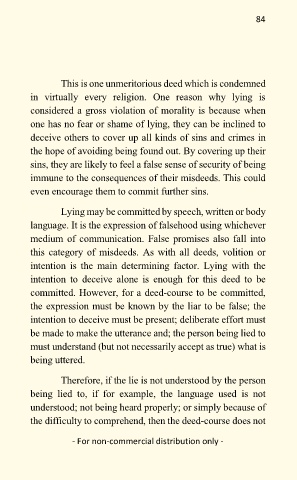 84
This is one unmeritorious deed which is condemned
in virtually every religion. One reason why lying is
considered a gross violation of morality is because when
one has no fear or shame of lying, they can be inclined to
deceive others to cover up all kinds of sins and crimes in
the hope of avoiding being found out. By covering up their
sins, they are likely to feel a false sense of security of being
immune to the consequences of their misdeeds. This could
even encourage them to commit further sins.
Lying may be committed by speech, written or body
language. It is the expression of falsehood using whichever
medium of communication. False promises also fall into
this category of misdeeds. As with all deeds, volition or
intention is the main determining factor. Lying with the
intention to deceive alone is enough for this deed to be
committed. However, for a deed-course to be committed,
the expression must be known by the liar to be false; the
intention to deceive must be present; deliberate effort must
be made to make the utterance and; the person being lied to
must understand (but not necessarily accept as true) what is
being uttered.
Therefore, if the lie is not understood by the person
being lied to, if for example, the language used is not
understood; not being heard properly; or simply because of
the difficulty to comprehend, then the deed-course does not
- For non-commercial distribution only -